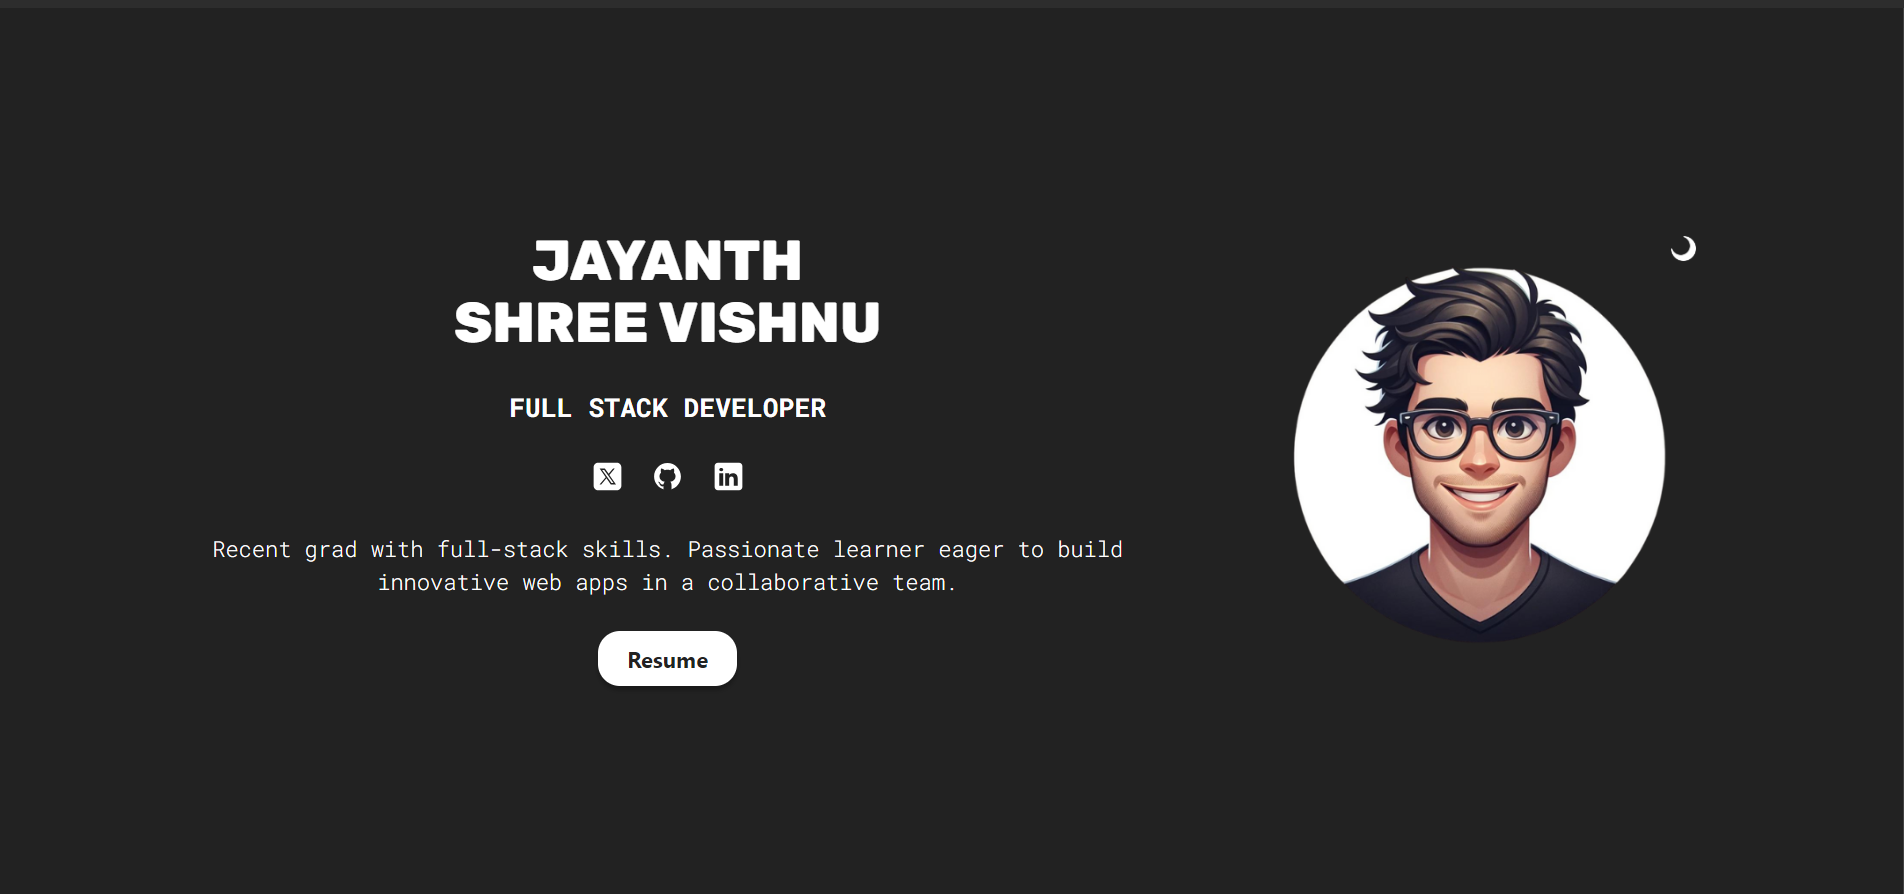 JAYANTH
SHREE VISHNU
FULL STACK DEVELOPER
X in
Recent grad with full-stack skills. Passionate learner eager to build
innovative web apps in a collaborative team.
Resume